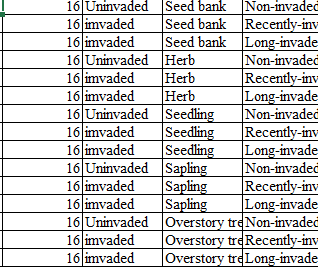 16 Uninvaded Seed bank Non-invaded
16 imvaded Seed bank Recently-inv
16 imvaded Seed bank Long-invade
16 Uninvaded Herb Non-invaded
16 imvaded Herb Recently-inv
16 imvaded Herb Long-invade
16 Uninvaded Seedling Non-invaded
16 imvaded Seedling Recently-inv
16 imvaded Seedling Long-invade
16 Uninvaded Sapling Non-invaded
16 imvaded Sapling Recently-inv
16 imvaded Sapling Long-invade
16 Uninvaded Overstory tre Non-invaded
16 imvaded Overstory tre Recently-inv
16 imvaded Overstory tre Long-invade